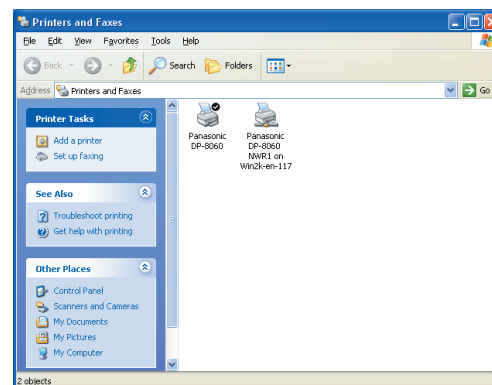 Printers and Faxes
File Edit View Favorites Tools Help
Back Search Folders
Address Printers and Faxes Go
Printer Tasks
Add a printer
Set up faxing
See Also
Troubleshoot printing
Get help with printing
Other Places
Control Panel
Scanners and Cameras
My Documents
My Pictures
My Computer
Panasonic
DP-8060
Panasonic
DP-8060
NWR1 on
Win2k-en-117
2 objects